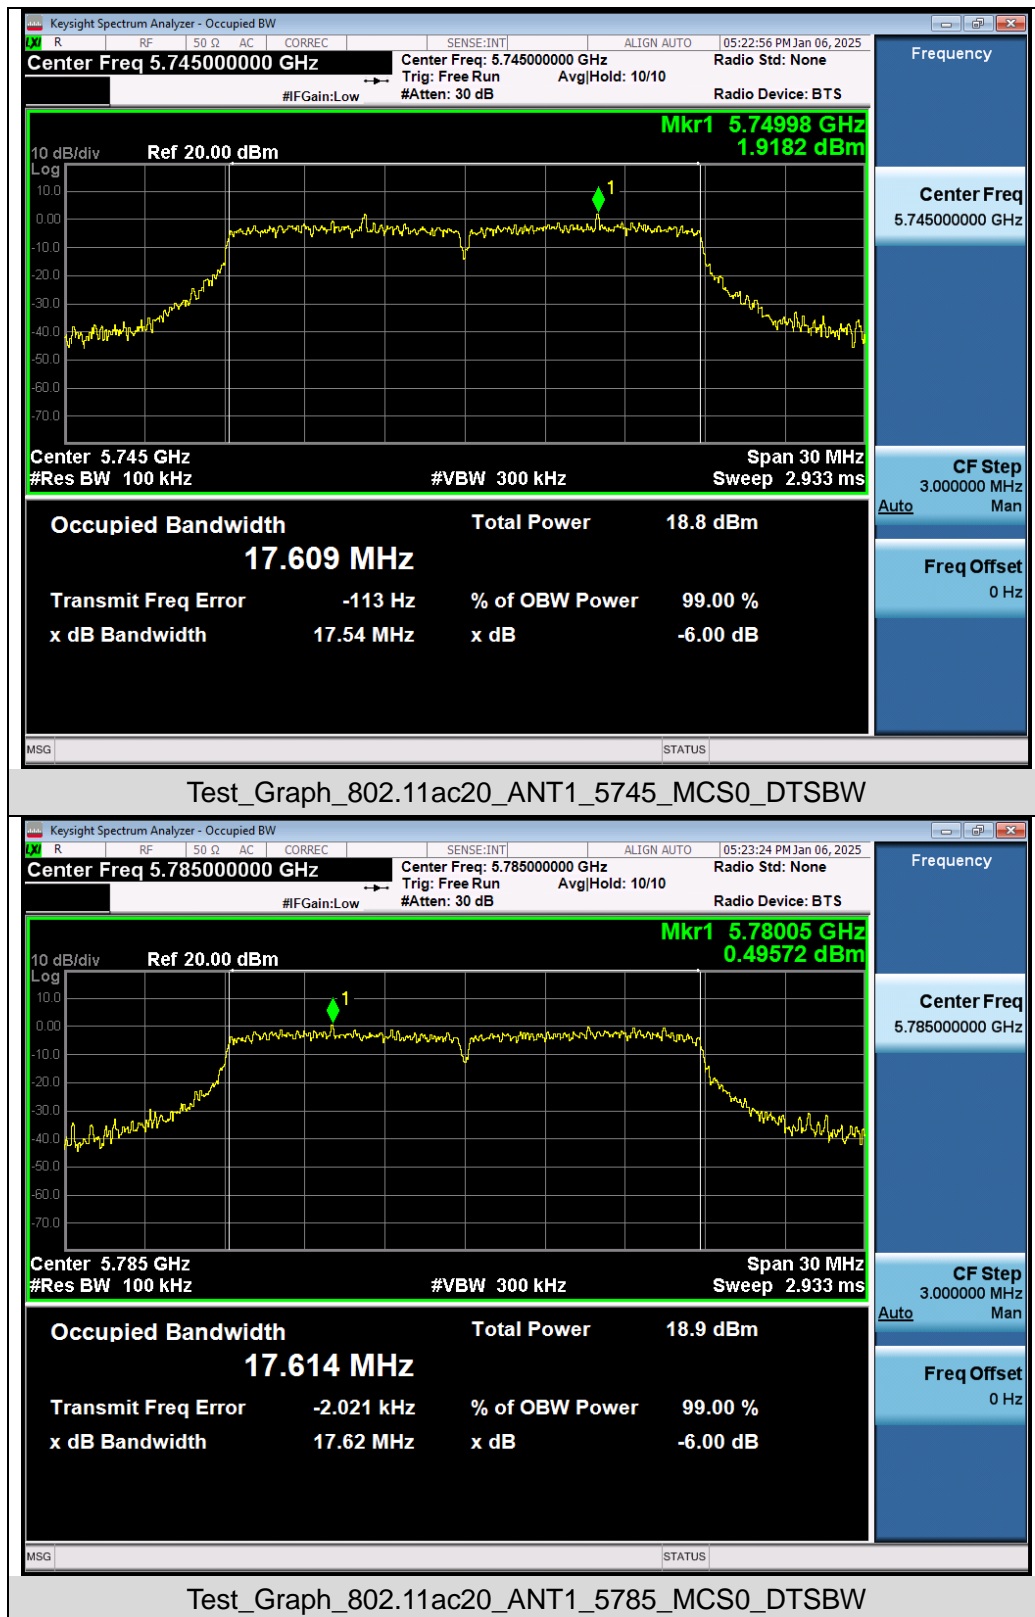 Keysight Spectrum Analyzer - Occupied BW
LXI R RF 50 Ω AC CORREC SENSE:INT ALIGN AUTO 05:22:56 PM Jan 06, 2025
Center Freq 5.745000000 GHz Center Freq: 5.745000000 GHz Radio Std: None Frequency
Trig: Free Run Avg|Hold: 10/10
#IFGain:Low #Atten: 30 dB Radio Device: BTS
Mkr1 5.74998 GHz
10 dB/div Ref 20.00 dBm 1.9182 dBm
Log
10.0
0.00
-10.0
-20.0
-30.0
-40.0
-50.0
-60.0
-70.0
1
Center Freq
5.745000000 GHz
Center 5.745 GHz Span 30 MHz
#Res BW 100 kHz #VBW 300 kHz Sweep 2.933 ms
CF Step
3.000000 MHz
Auto Man
Occupied Bandwidth Total Power 18.8 dBm
17.609 MHz
Freq Offset
0 Hz
Transmit Freq Error -113 Hz % of OBW Power 99.00 %
x dB Bandwidth 17.54 MHz x dB -6.00 dB
MSG STATUS
Test_Graph_802.11ac20_ANT1_5745_MCS0_DTSBW
Keysight Spectrum Analyzer - Occupied BW
LXI R RF 50 Ω AC CORREC SENSE:INT ALIGN AUTO 05:23:24 PM Jan 06, 2025
Center Freq 5.785000000 GHz Center Freq: 5.785000000 GHz Radio Std: None Frequency
Trig: Free Run Avg|Hold: 10/10
#IFGain:Low #Atten: 30 dB Radio Device: BTS
Mkr1 5.78005 GHz
10 dB/div Ref 20.00 dBm 0.49572 dBm
Log
10.0
0.00
-10.0
-20.0
-30.0
-40.0
-50.0
-60.0
-70.0
1
Center Freq
5.785000000 GHz
Center 5.785 GHz Span 30 MHz
#Res BW 100 kHz #VBW 300 kHz Sweep 2.933 ms
CF Step
3.000000 MHz
Auto Man
Occupied Bandwidth Total Power 18.9 dBm
17.614 MHz
Freq Offset
0 Hz
Transmit Freq Error -2.021 kHz % of OBW Power 99.00 %
x dB Bandwidth 17.62 MHz x dB -6.00 dB
MSG STATUS
Test_Graph_802.11ac20_ANT1_5785_MCS0_DTSBW